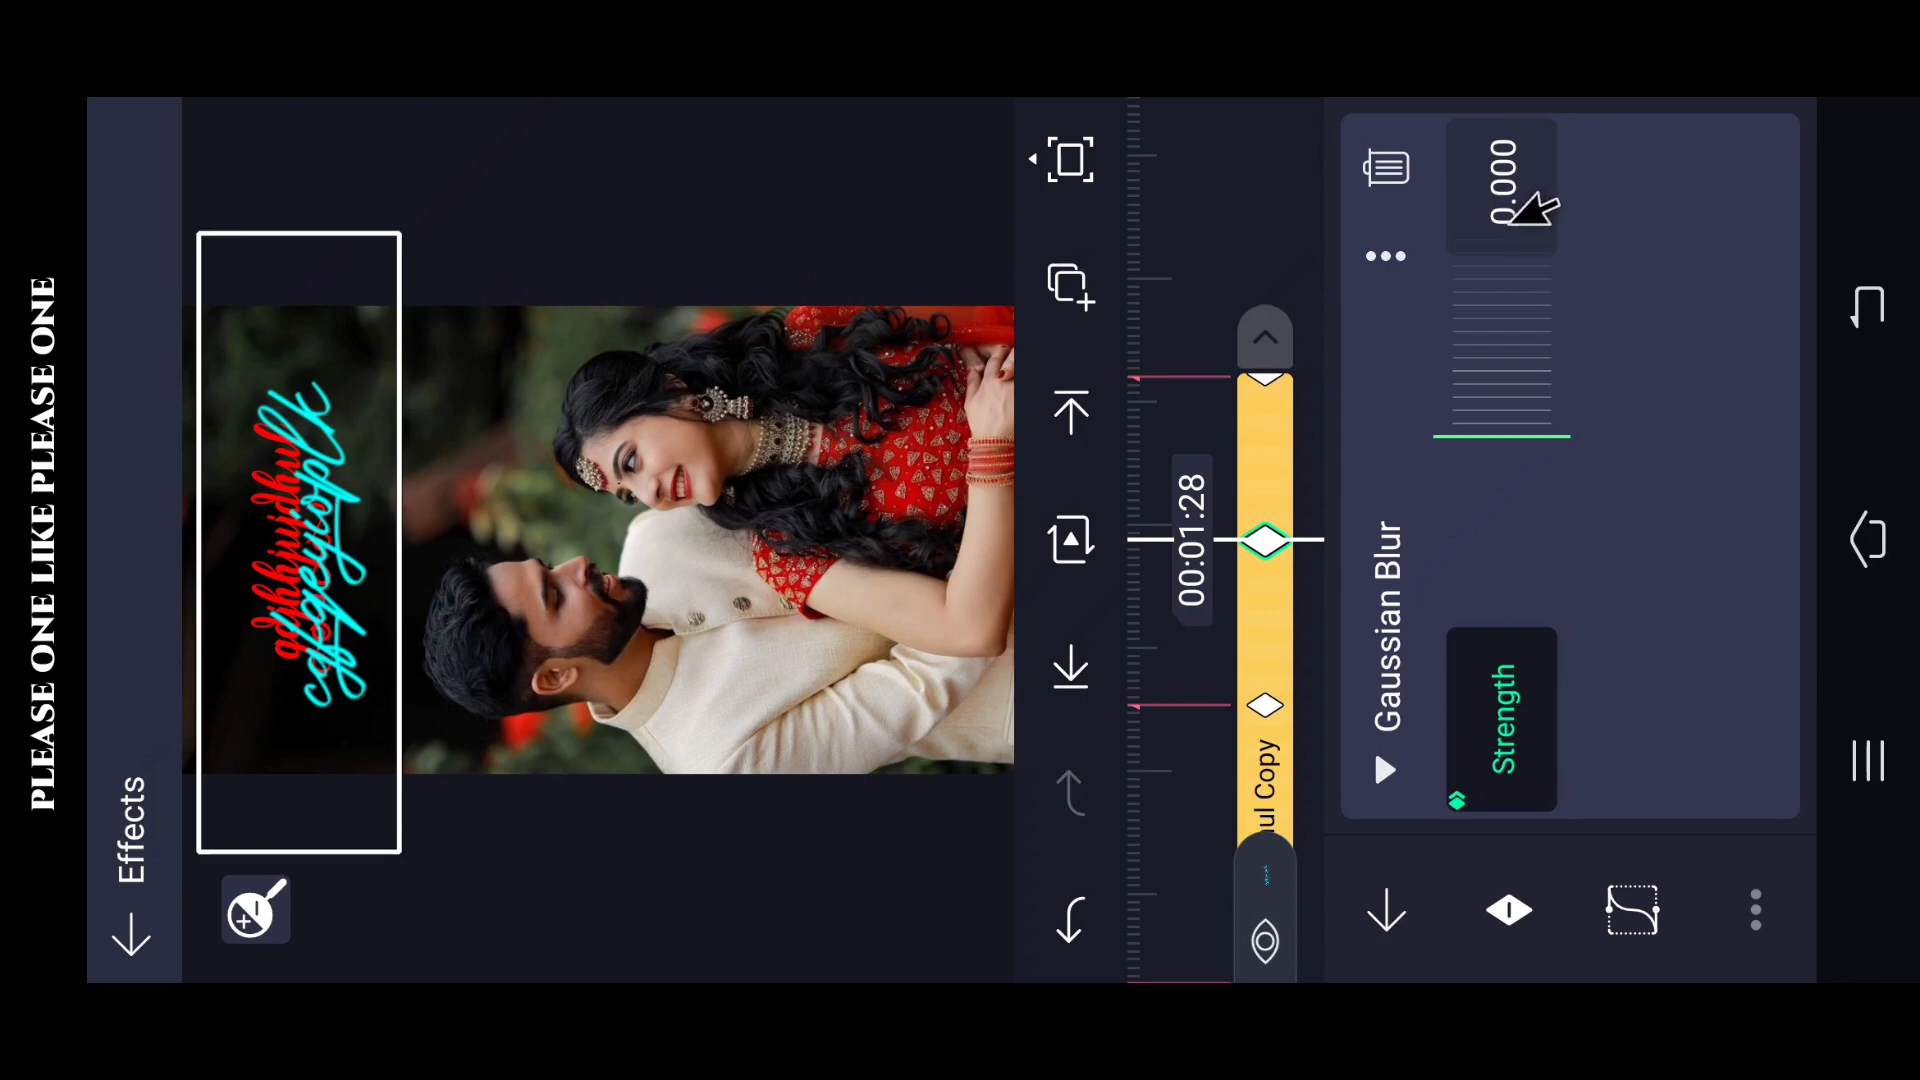 PLEASE ONE LIKE PLEASE ONE
Effects
00:01:28
ul Copy
Gaussian Blur
Strength
0.000